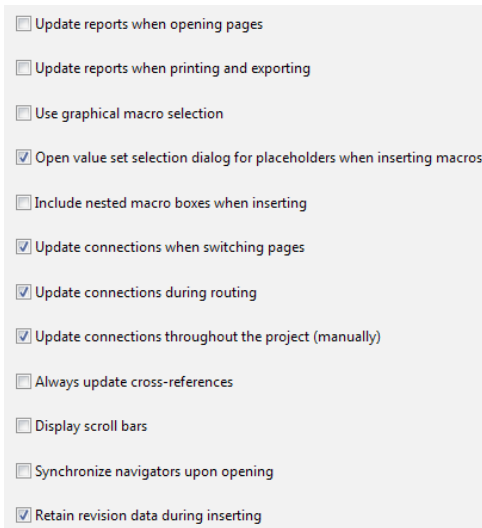 Update reports when opening pages
Update reports when printing and exporting
Use graphical macro selection
Open value set selection dialog for placeholders when inserting macros
Include nested macro boxes when inserting
Update connections when switching pages
Update connections during routing
Update connections throughout the project (manually)
Always update cross-references
Display scroll bars
Synchronize navigators upon opening
Retain revision data during inserting